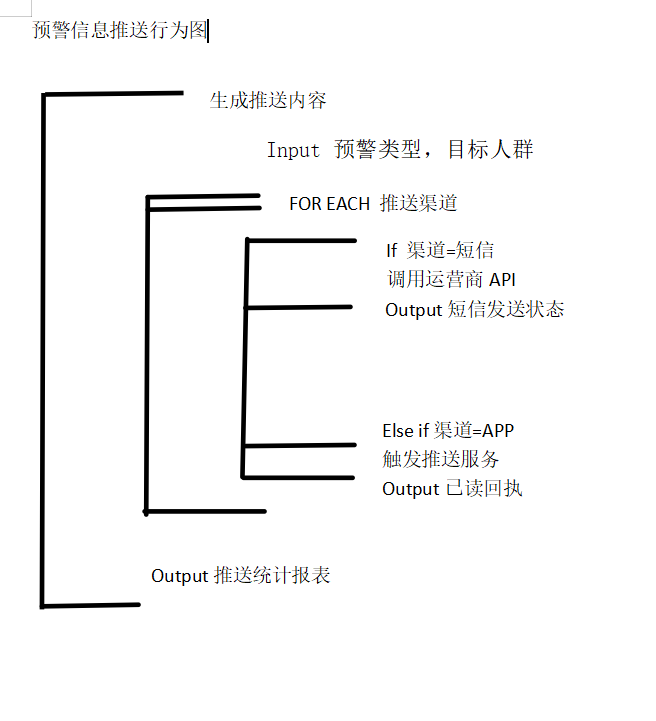 预警信息推送行为图
生成推送内容
Input 预警类型，目标人群
FOR EACH 推送渠道
If 渠道=短信
调用运营商 API
Output 短信发送状态
Else if 渠道=APP
触发推送服务
Output 已读回执
Output 推送统计报表